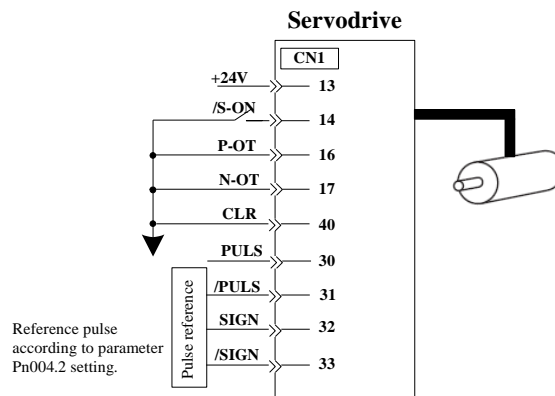 Servodrive
CN1
+24V 13
/S-ON 14
P-OT 16
N-OT 17
CLR 40
PULS 30
/PULS 31
SIGN 32
/SIGN 33
Pulse reference
Reference pulse
according to parameter
Pn004.2 setting.